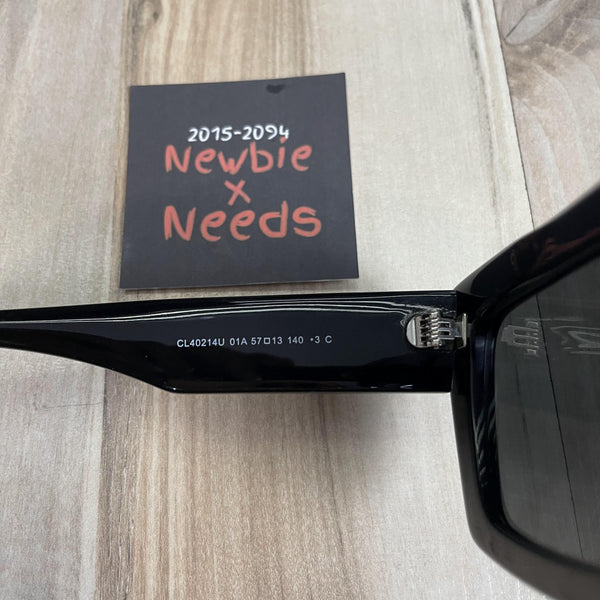 2015-2094
Newbie
x
Needs
CL40214U 01A 57□13 140 •3 C